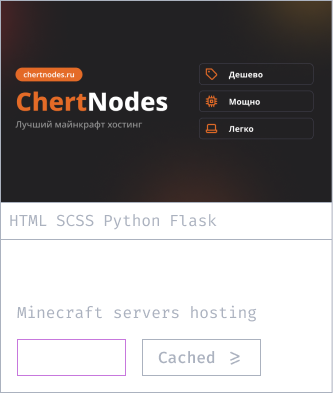 chertnodes.ru
ChertNodes
Лучший майнкрафт хостинг
Дешево
Мощно
Легко
HTML SCSS Python Flask
Minecraft servers hosting
Cached ≥